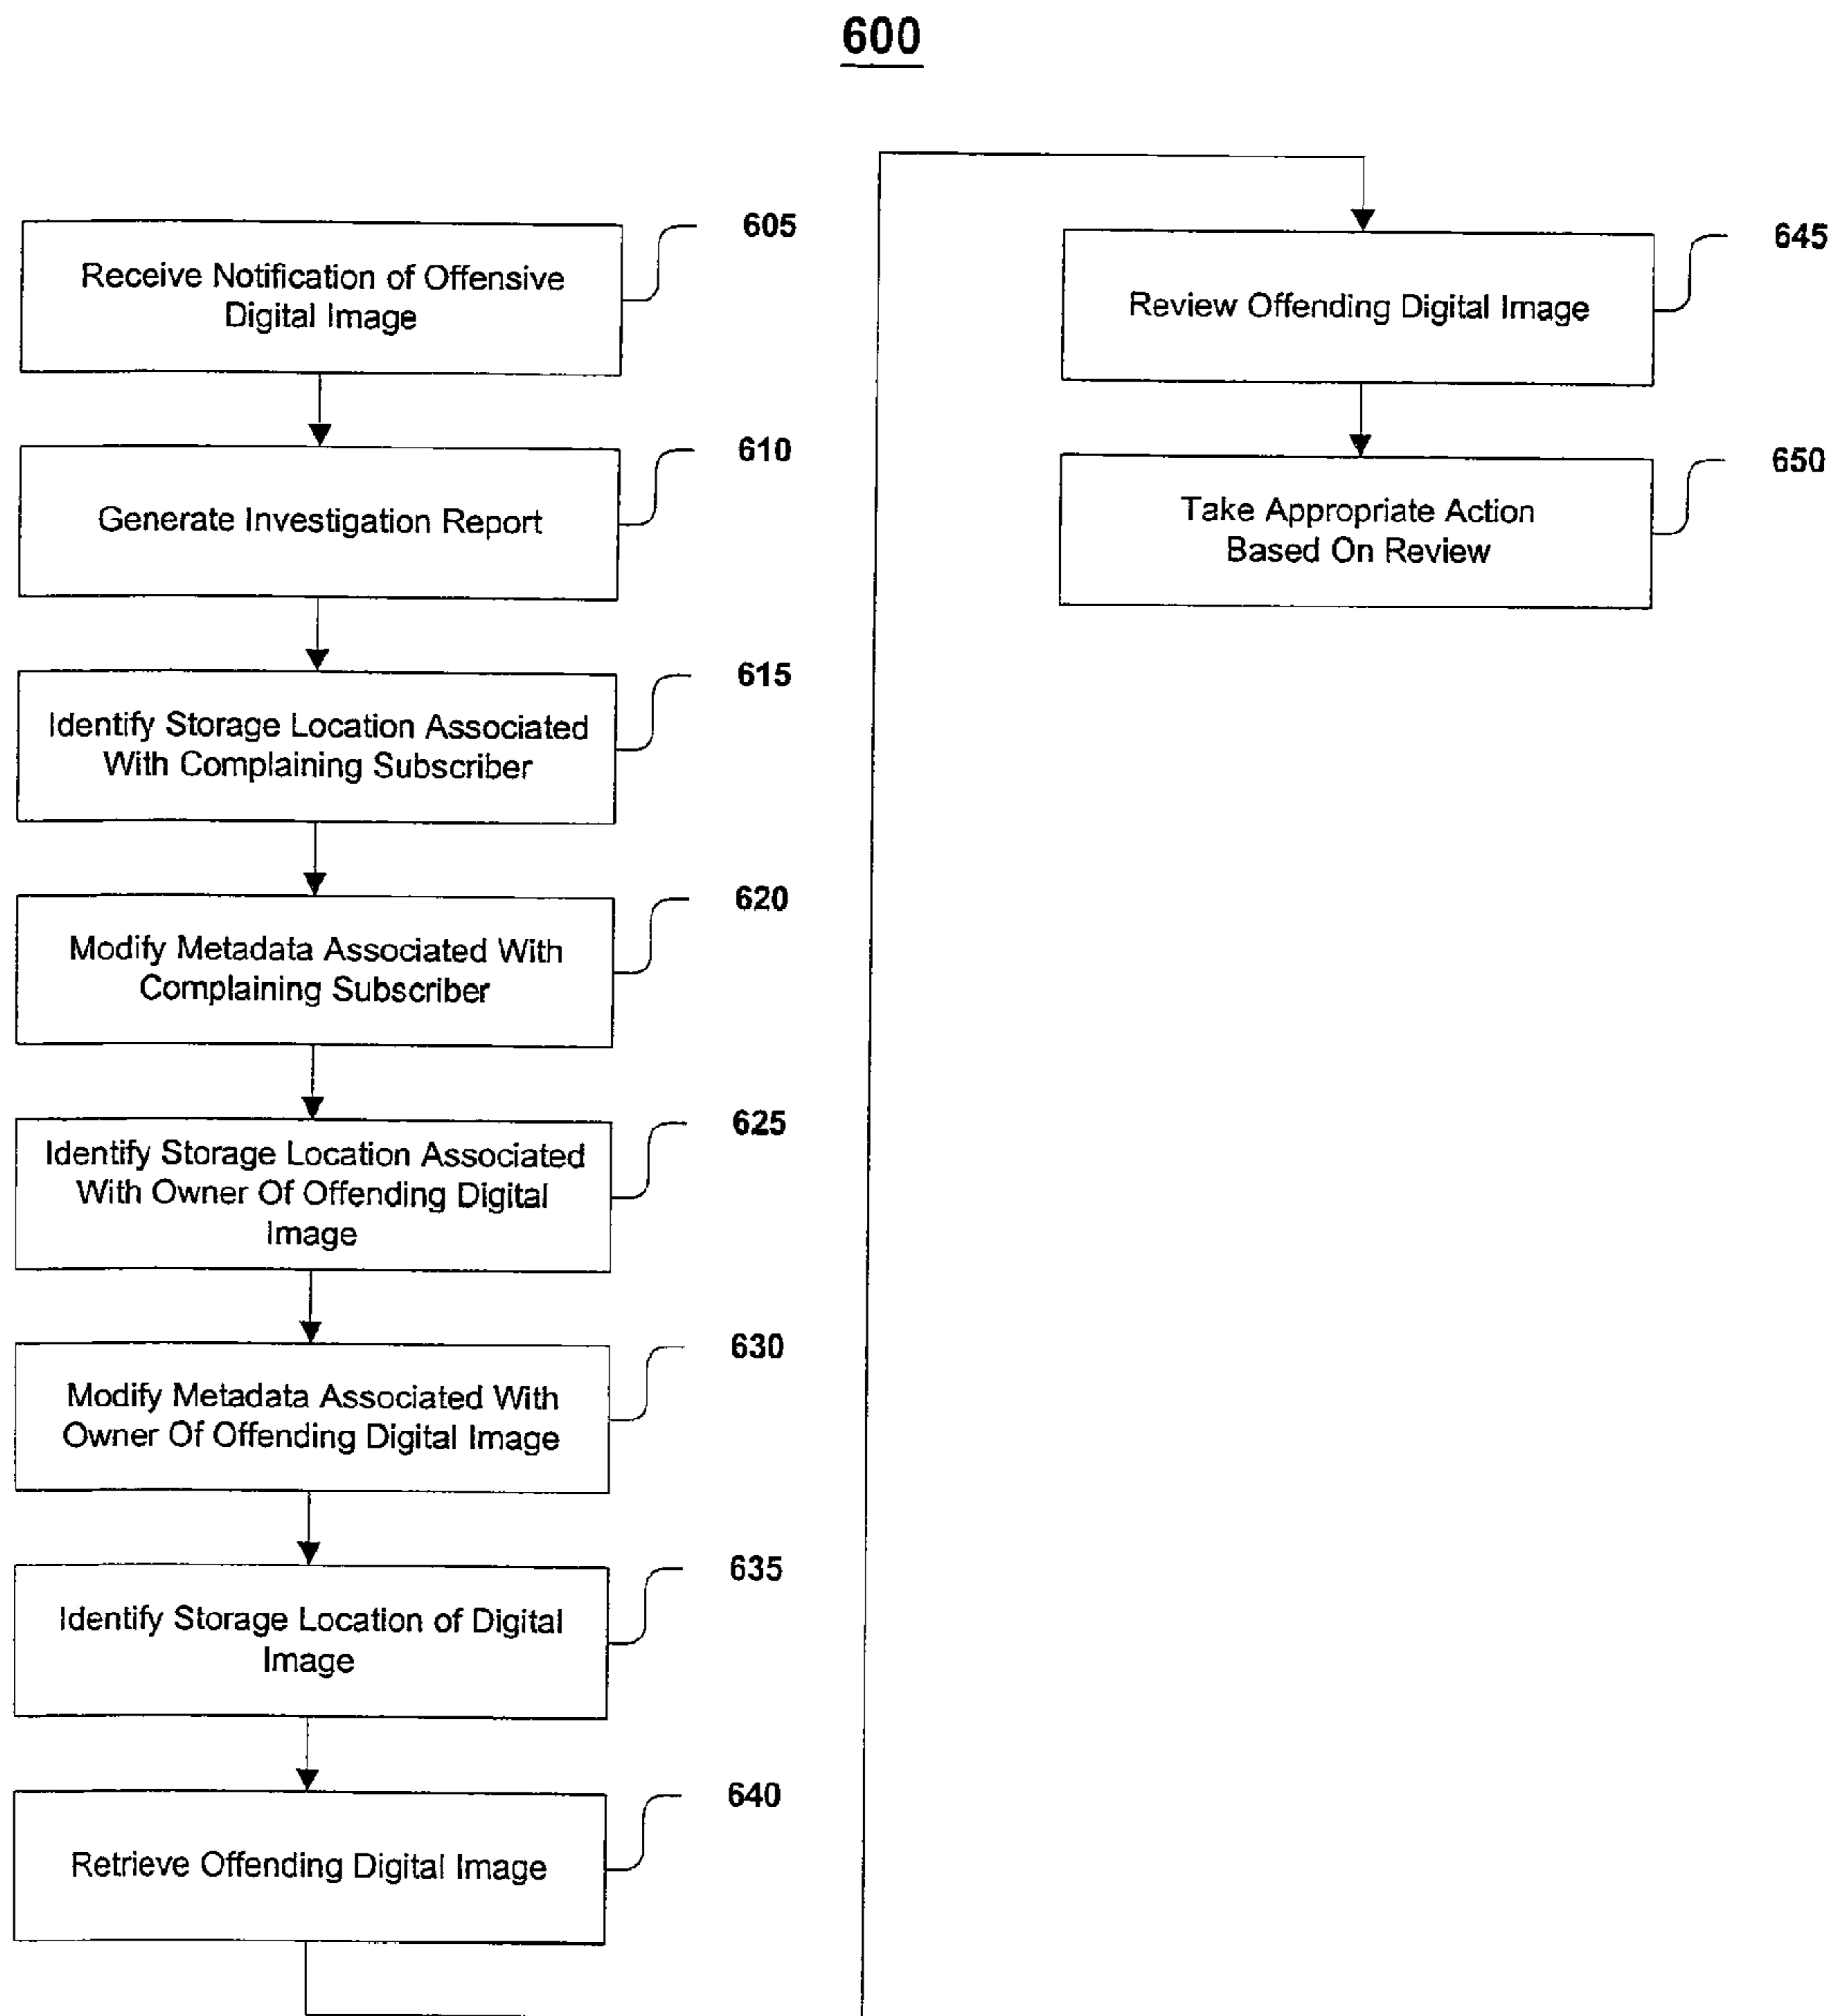 600
605
Receive Notification of Offensive
Digital Image
610
Generate Investigation Report
615
Identify Storage Location Associated
With Complaining Subscriber
620
Modify Metadata Associated With
Complaining Subscriber
625
Identify Storage Location Associated
With Owner Of Offending Digital
Image
630
Modify Metadata Associated With
Owner Of Offending Digital Image
635
Identify Storage Location of Digital
Image
640
Retrieve Offending Digital Image
645
Review Offending Digital Image
650
Take Appropriate Action
Based On Review